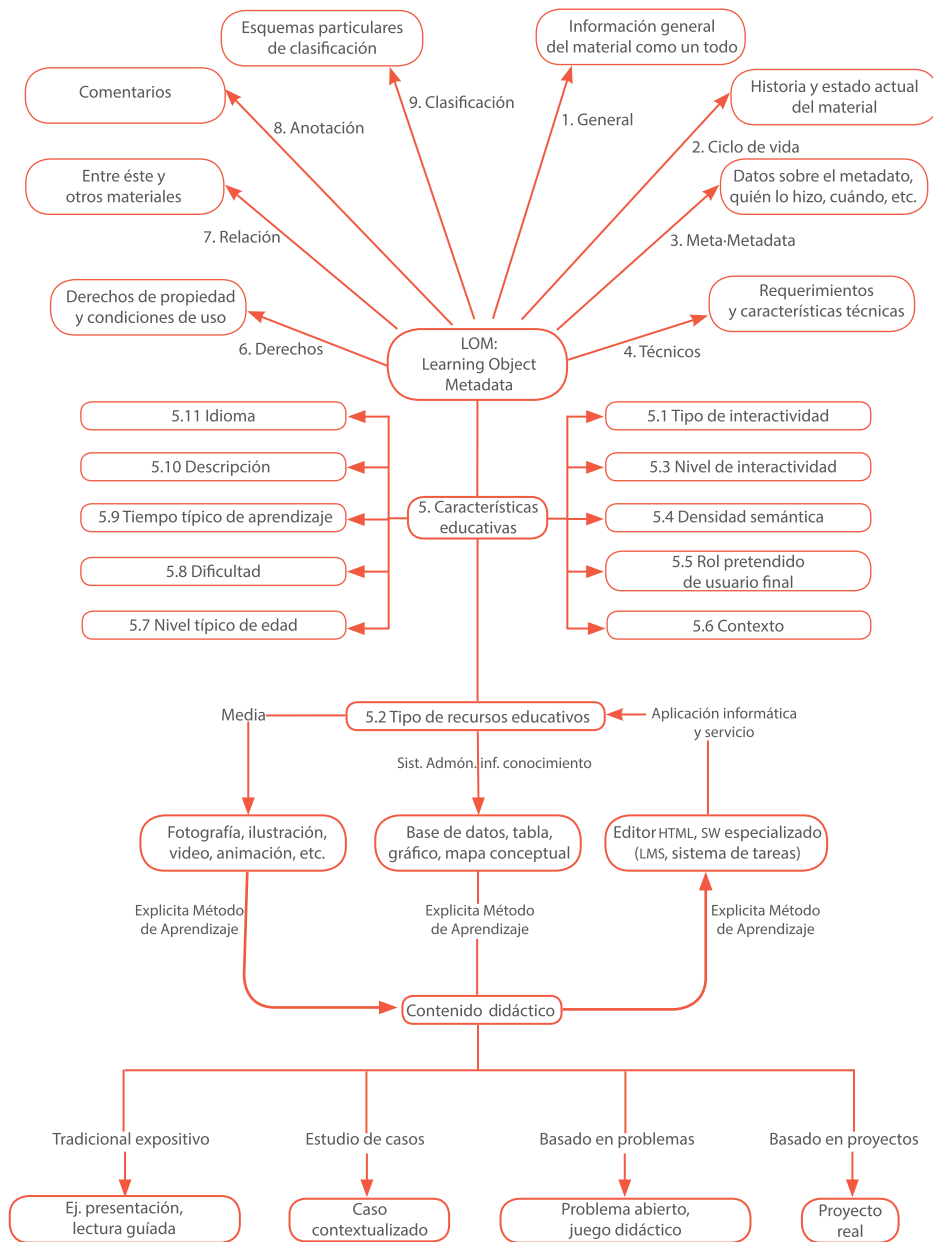 Esquemas particulares
de clasificación
Información general
del material como un todo
Comentarios
Historia y estado actual
del material
9. Clasificación
1. General
8. Anotación
2. Ciclo de vida
Entre éste y
otros materiales
Datos sobre el metadato,
quién lo hizo, cuándo, etc.
7. Relación
3. Meta-Metadata
Derechos de propiedad
y condiciones de uso
Requerimientos
y características técnicas
6. Derechos
4. Técnicos
LOM:
Learning Object
Metadata
5.11 Idioma
5.1 Tipo de interactividad
5.10 Descripción
5.3 Nivel de interactividad
5.9 Tiempo típico de aprendizaje
5. Características
educativas
5.4 Densidad semántica
5.8 Dificultad
5.5 Rol pretendido
de usuario final
5.7 Nivel típico de edad
5.6 Contexto
Media
5.2 Tipo de recursos educativos
Aplicación informática
y servicio
Sist. Admón. inf. conocimiento
Fotografía, ilustración,
video, animación, etc.
Base de datos, tabla,
gráfico, mapa conceptual
Editor HTML, SW especializado
(LMS, sistema de tareas)
Explicita Método
de Aprendizaje
Explicita Método
de Aprendizaje
Explicita Método
de Aprendizaje
Contenido didáctico
Tradicional expositivo
Estudio de casos
Basado en problemas
Basado en proyectos
Ej. presentación,
lectura guíada
Caso
contextualizado
Problema abierto,
juego didáctico
Proyecto
real